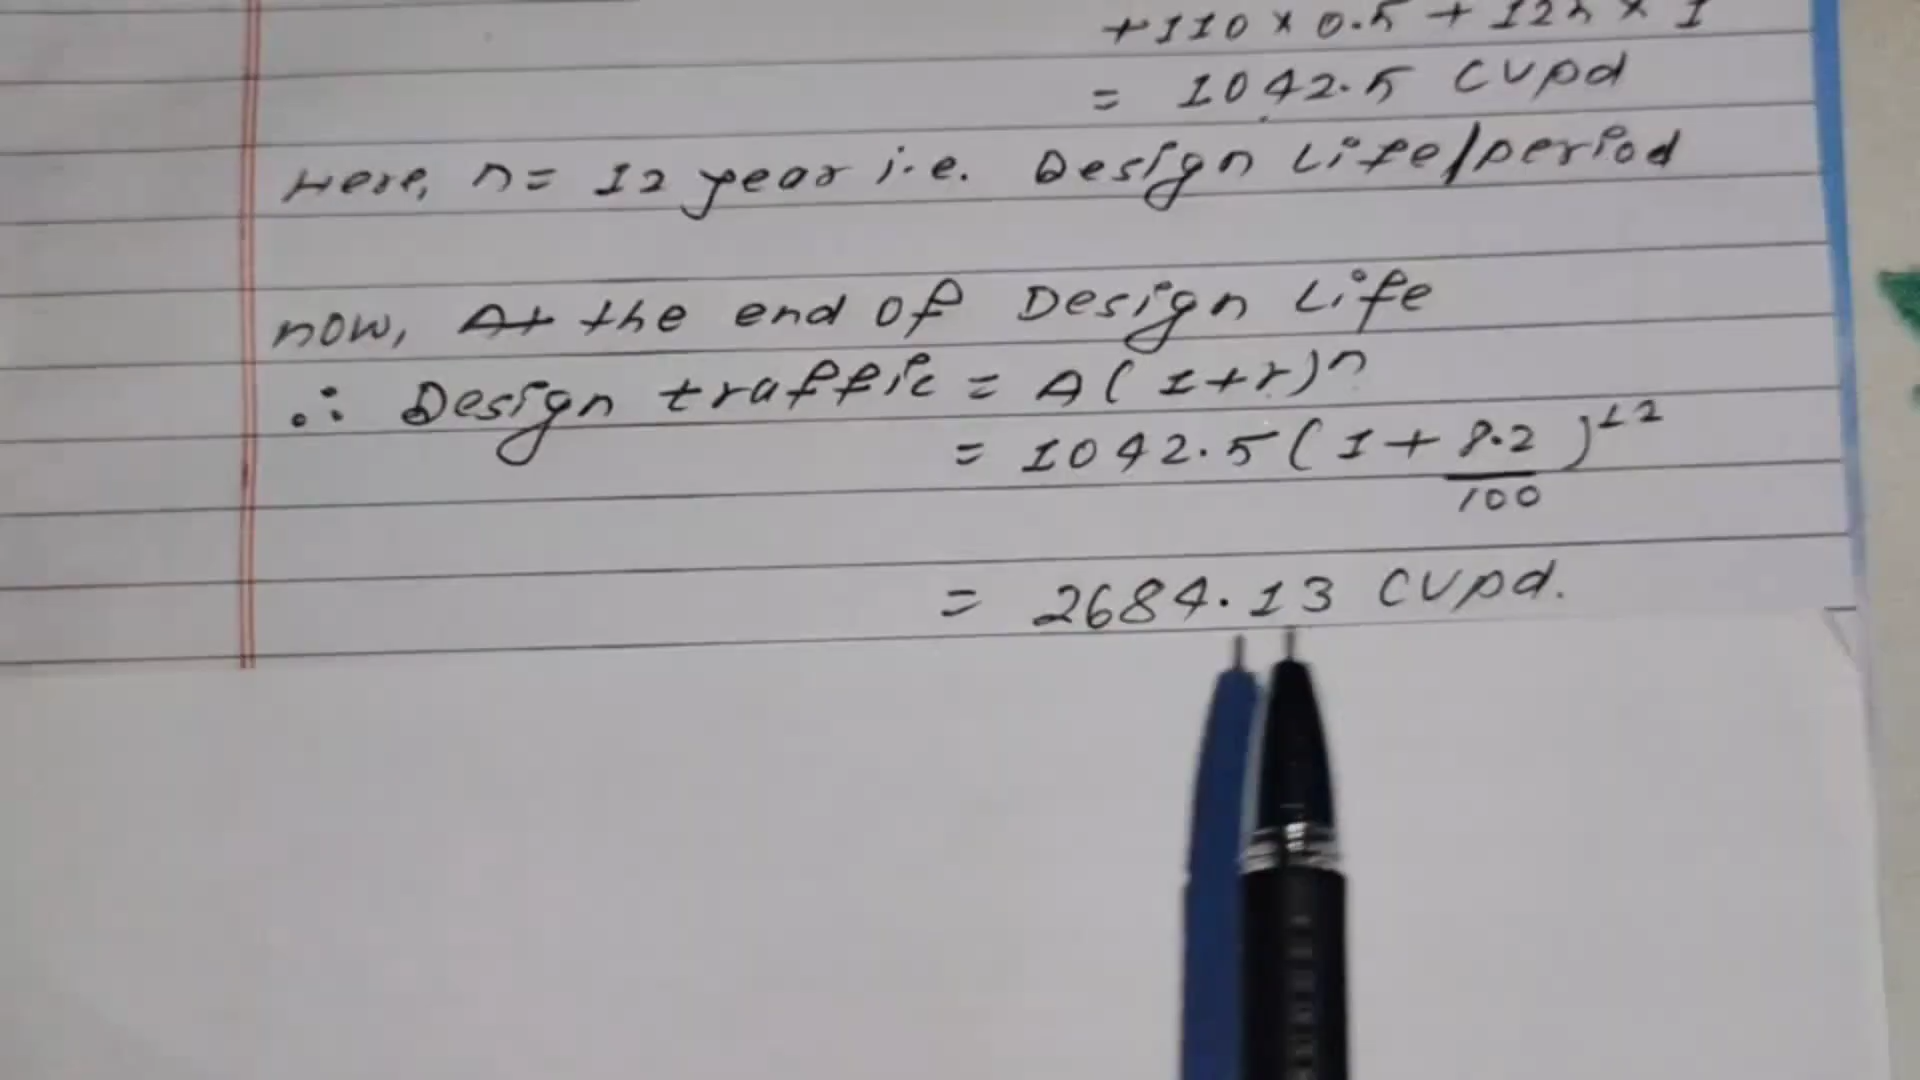 +110 × 0.5 + 125 × 1
= 1042.5 CVpd
Here, n = 12 year i.e. Design Life/period
now, At the end of Design Life
∴ Design traffic = A(1+r)^n
= 1042.5 (1 + 8.2/100)^12
= 2684.13 CVpd.